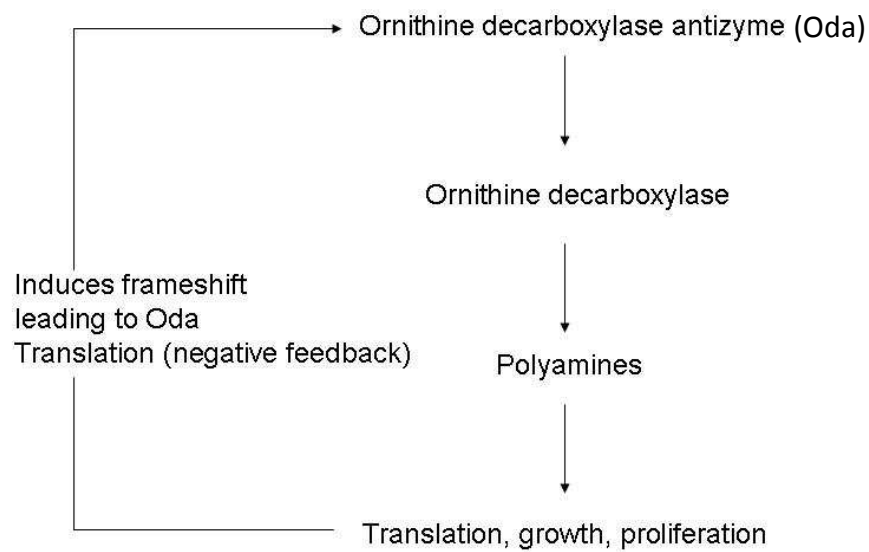 Ornithine decarboxylase antizyme (Oda)
Ornithine decarboxylase
Induces frameshift
leading to Oda
Translation (negative feedback)
Polyamines
Translation, growth, proliferation